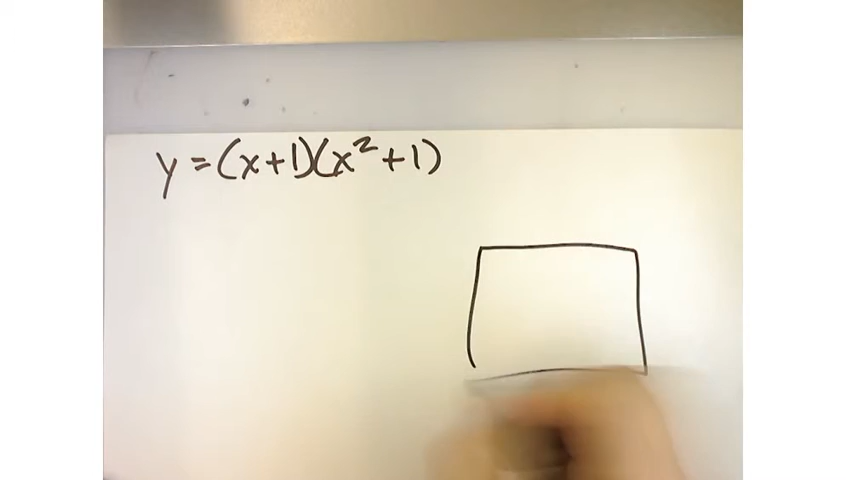 y = (x+1)(x²+1)